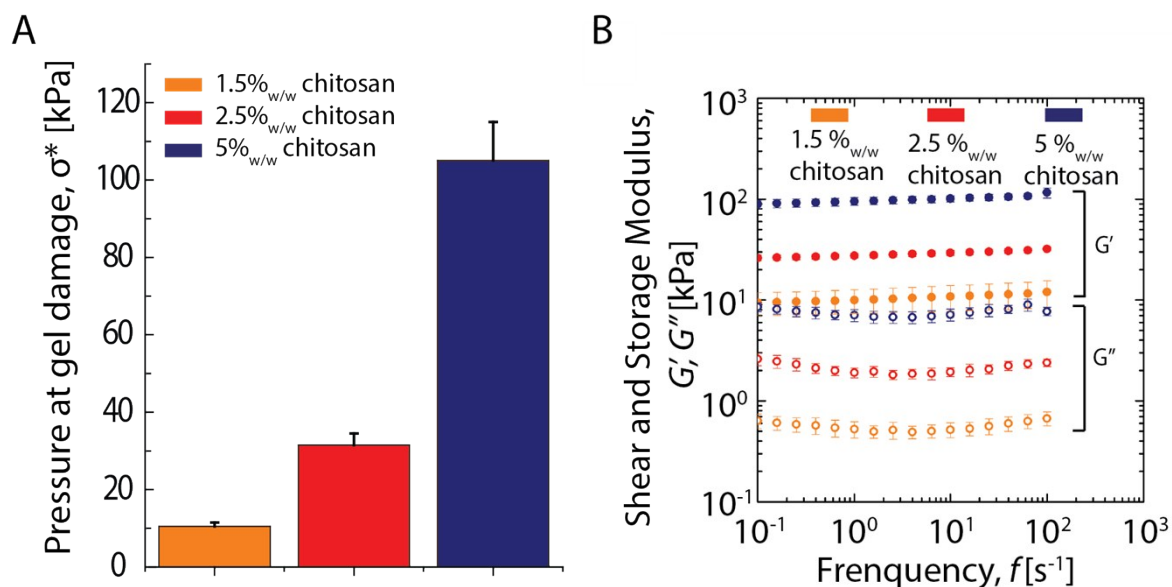 A
Pressure at gel damage, σ* [kPa]
120
100
80
60
40
20
0
1.5%w/w chitosan
2.5%w/w chitosan
5%w/w chitosan
B
Shear and Storage Modulus,
G', G'' [kPa]
10³
10²
10¹
10⁰
10⁻¹
1.5 %w/w
chitosan
2.5 %w/w
chitosan
5 %w/w
chitosan
G'
G''
10⁻¹ 10⁰ 10¹ 10² 10³
Frenquency, f [s⁻¹]